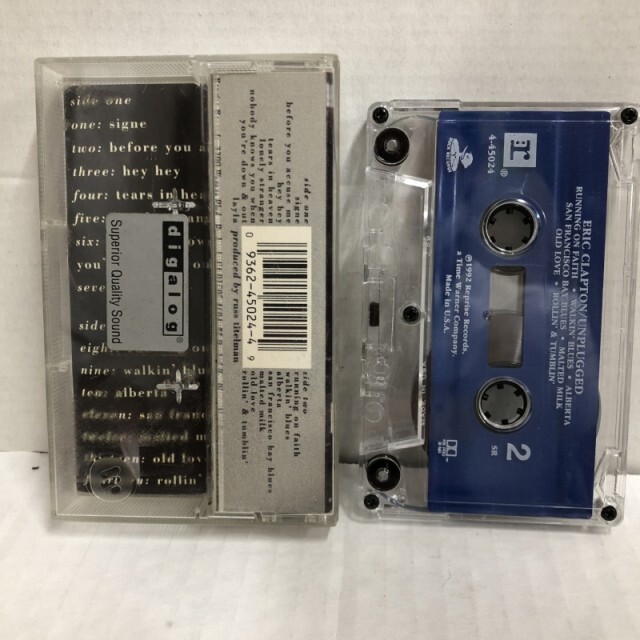 side one
one: signe
two: before you a
three: hey hey
four: tears in hea
five:
six:
you'
seve
side
eigh
nine: walkin' blu
ten: alberta
eleven: san franc
twelve: malted m
thirteen: old lov
rollin'
digalog®
Superior Quality Sound
side one
signe
before you accuse me
hey hey
tears in heaven
lonely stranger
nobody knows you when
you're down & out
layla
produced by russ titelman
0 9362-45024-4 9
side two
running on faith
walkin' blues
alberta
san francisco bay blues
malted milk
old love
rollin' & tumblin'
4-45024
®
ERIC CLAPTON/UNPLUGGED
RUNNING ON FAITH • WALKIN' BLUES • ALBERTA
SAN FRANCISCO BAY BLUES • MALTED MILK
OLD LOVE • ROLLIN' & TUMBLIN'
℗1992 Reprise Records,
a Time Warner Company.
Made in U.S.A.
2
SR